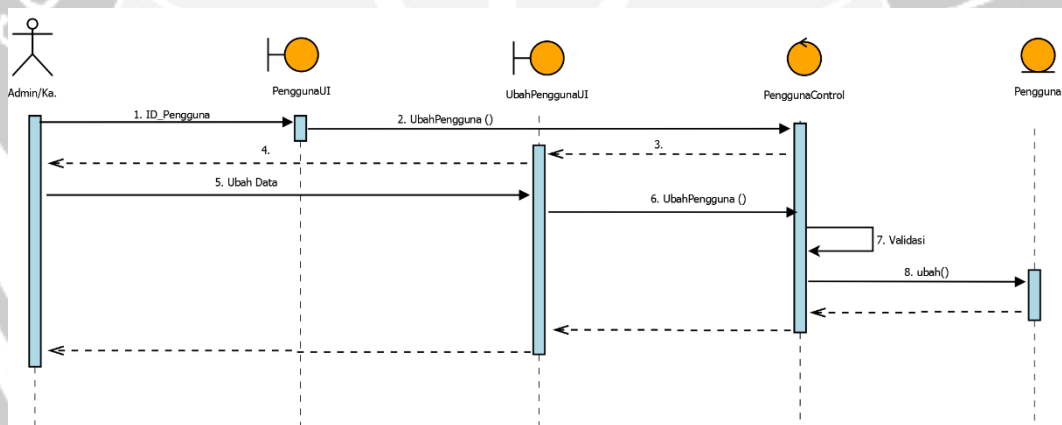 Admin/Ka.
PenggunaUI
UbahPenggunaUI
PenggunaControl
Pengguna
1. ID_Pengguna
2. UbahPengguna ()
3.
4.
5. Ubah Data
6. UbahPengguna ()
7. Validasi
8. ubah()